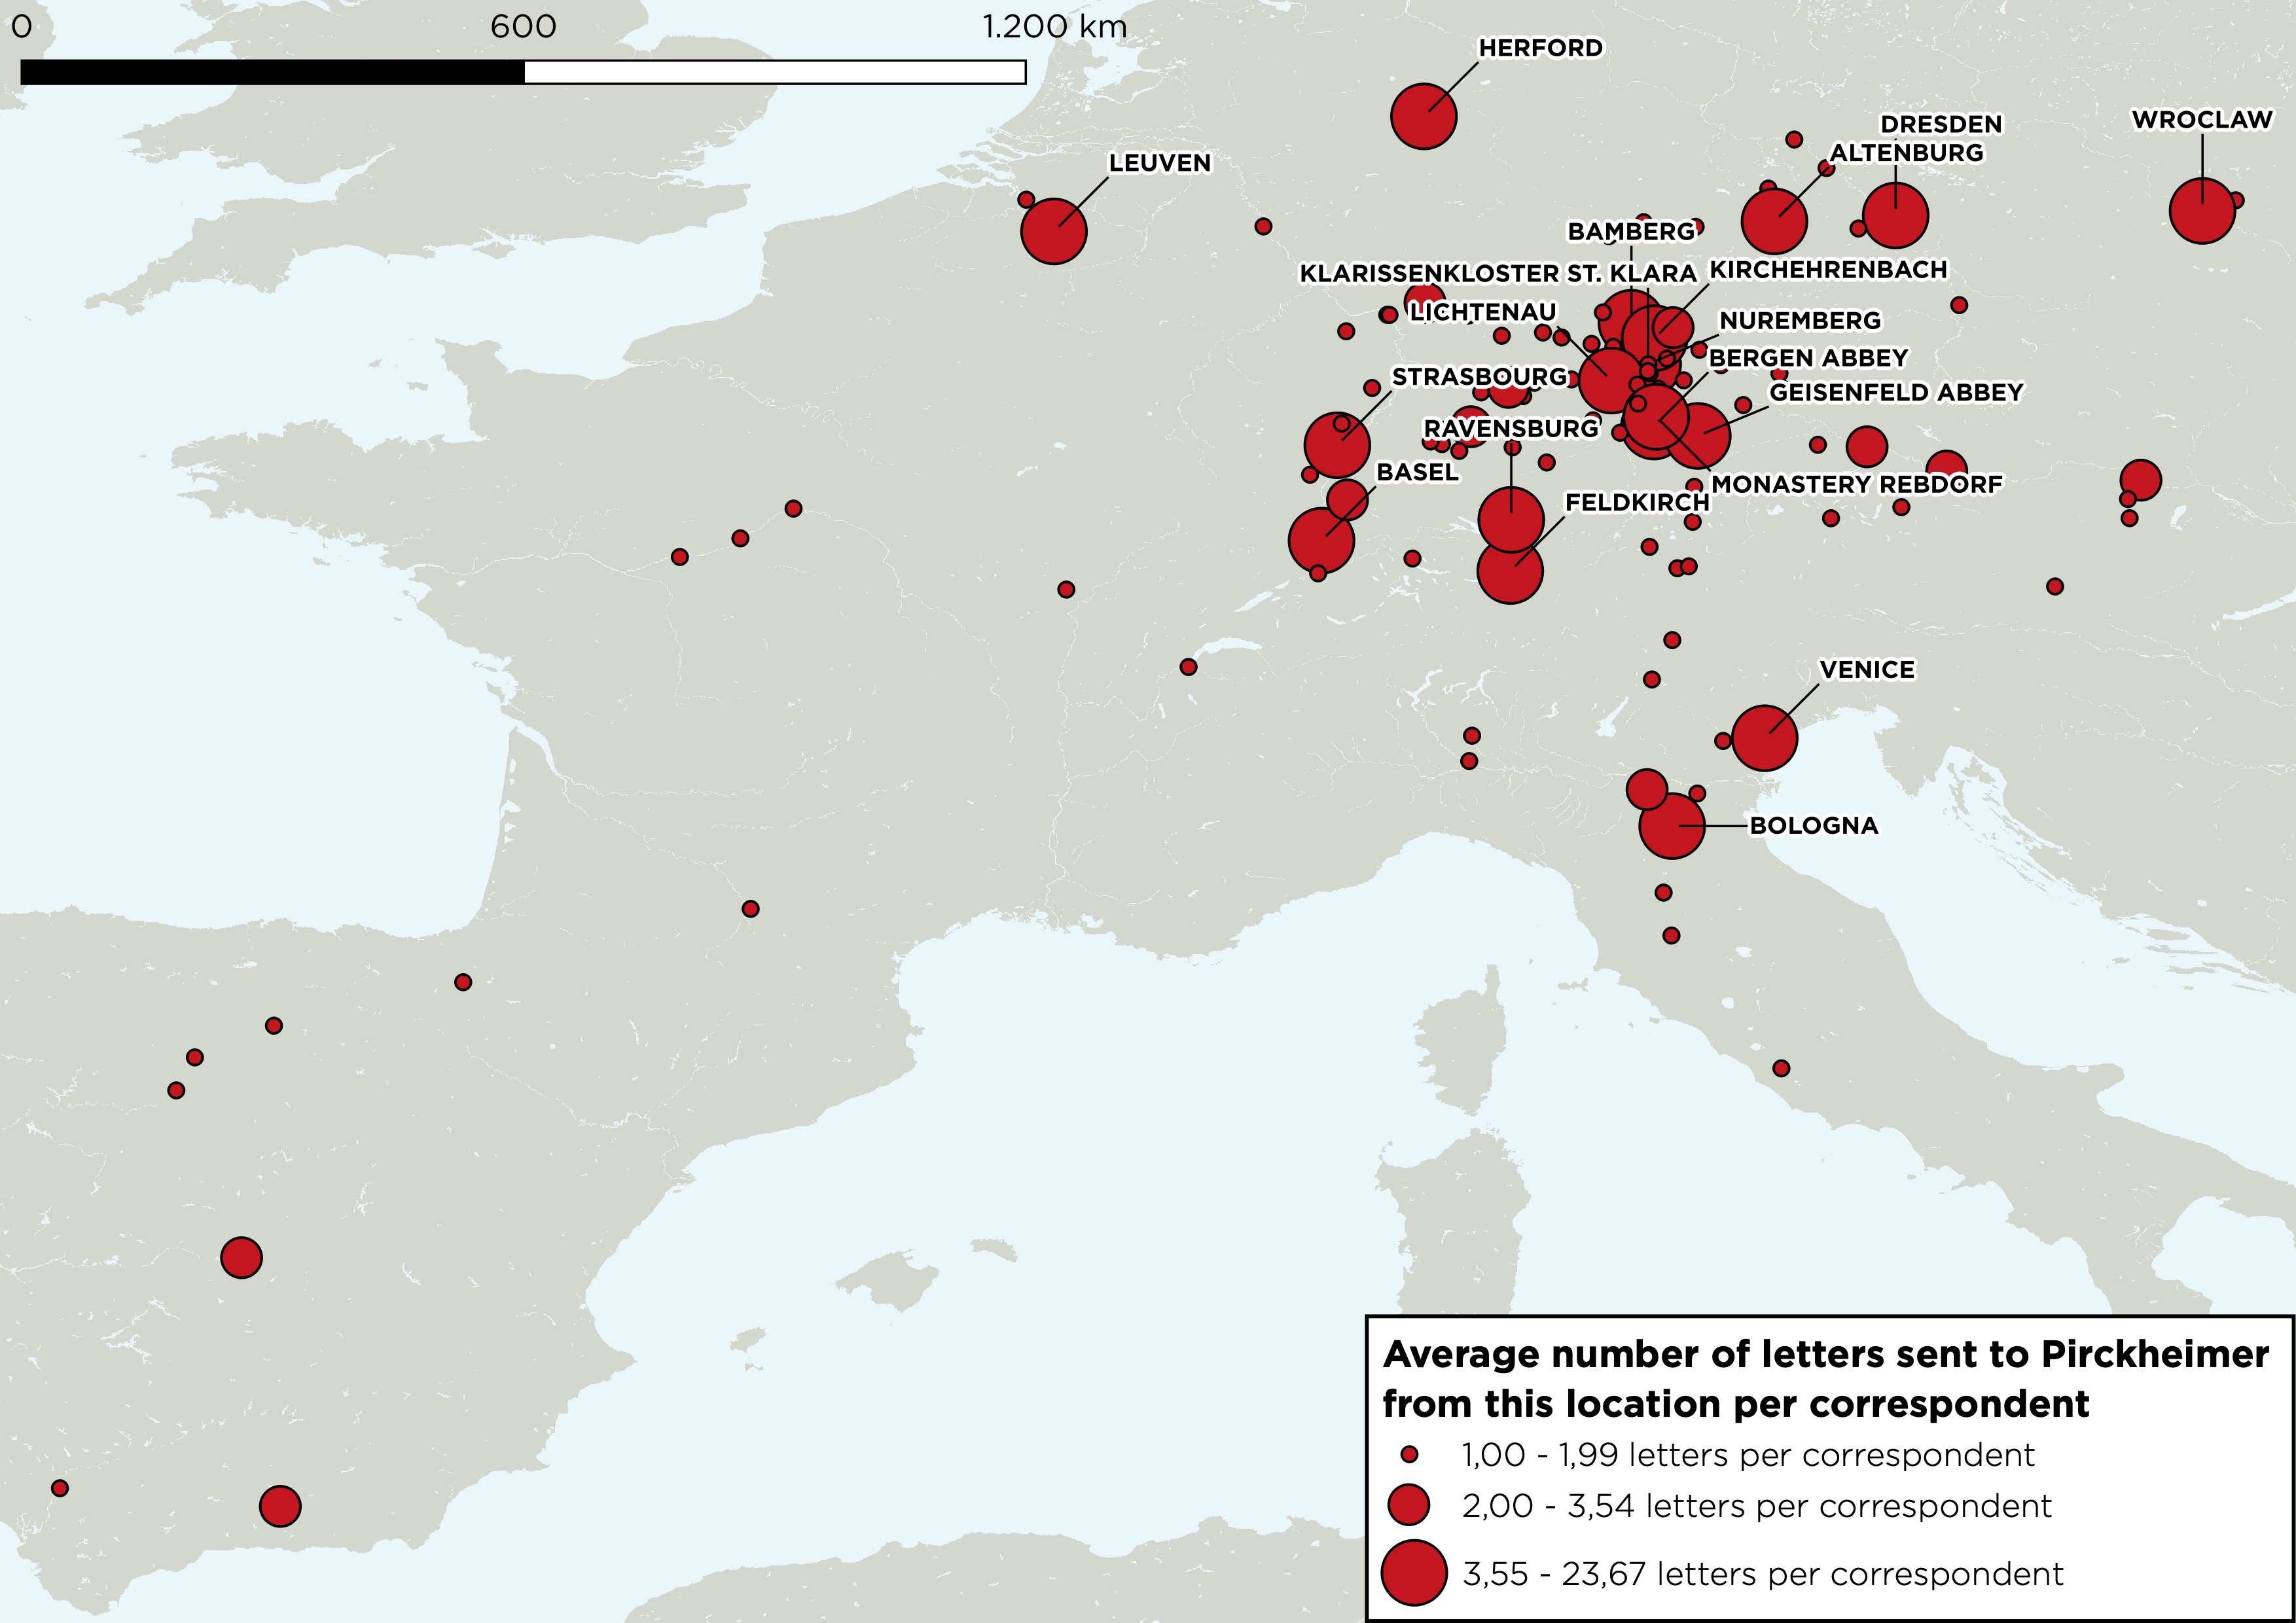 0 600 1.200 km
HERFORD
DRESDEN
WROCLAW
ALTENBURG
LEUVEN
BAMBERG
KLARISSENKLOSTER ST. KLARA
KIRCHEHRENBACH
LICHTENAU
NUREMBERG
BERGEN ABBEY
STRASBOURG
GEISENFELD ABBEY
RAVENSBURG
BASEL
MONASTERY REBDORF
FELDKIRCH
VENICE
BOLOGNA
Average number of letters sent to Pirckheimer
from this location per correspondent
1,00 - 1,99 letters per correspondent
2,00 - 3,54 letters per correspondent
3,55 - 23,67 letters per correspondent